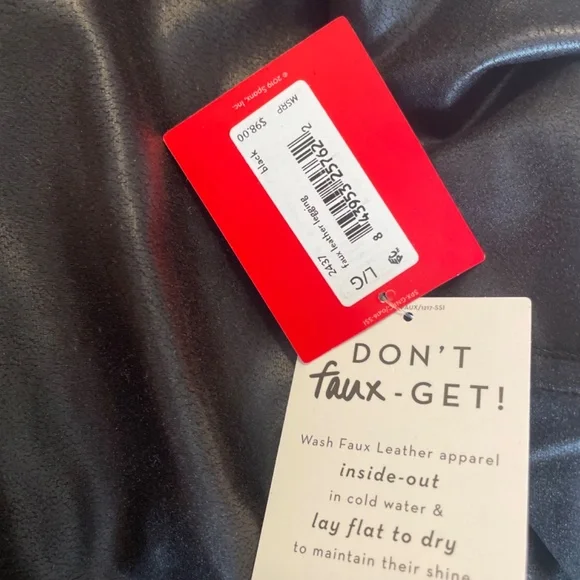 © 2019 Spanx, Inc.
MSRP
$98.00
black
8 43953 25762 2
faux leather legging
2437
L/G
DON'T
faux-GET!
Wash Faux Leather apparel
inside-out
in cold water &
lay flat to dry
to maintain their shine